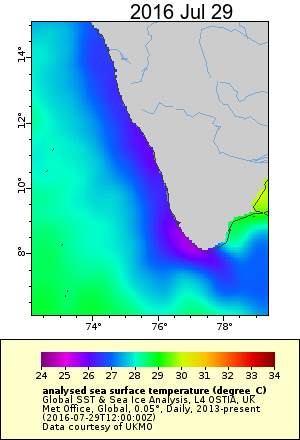 2016 Jul 29
14°
12°
10°
8°
74°
76°
78°
24 25 26 27 28 29 30 31 32 33 34
analysed sea surface temperature (degree_C)
Global SST & Sea Ice Analysis, L4 OSTIA, UK
Met Office, Global, 0.05°, Daily, 2013-present
(2016-07-29T12:00:00Z)
Data courtesy of UKMO